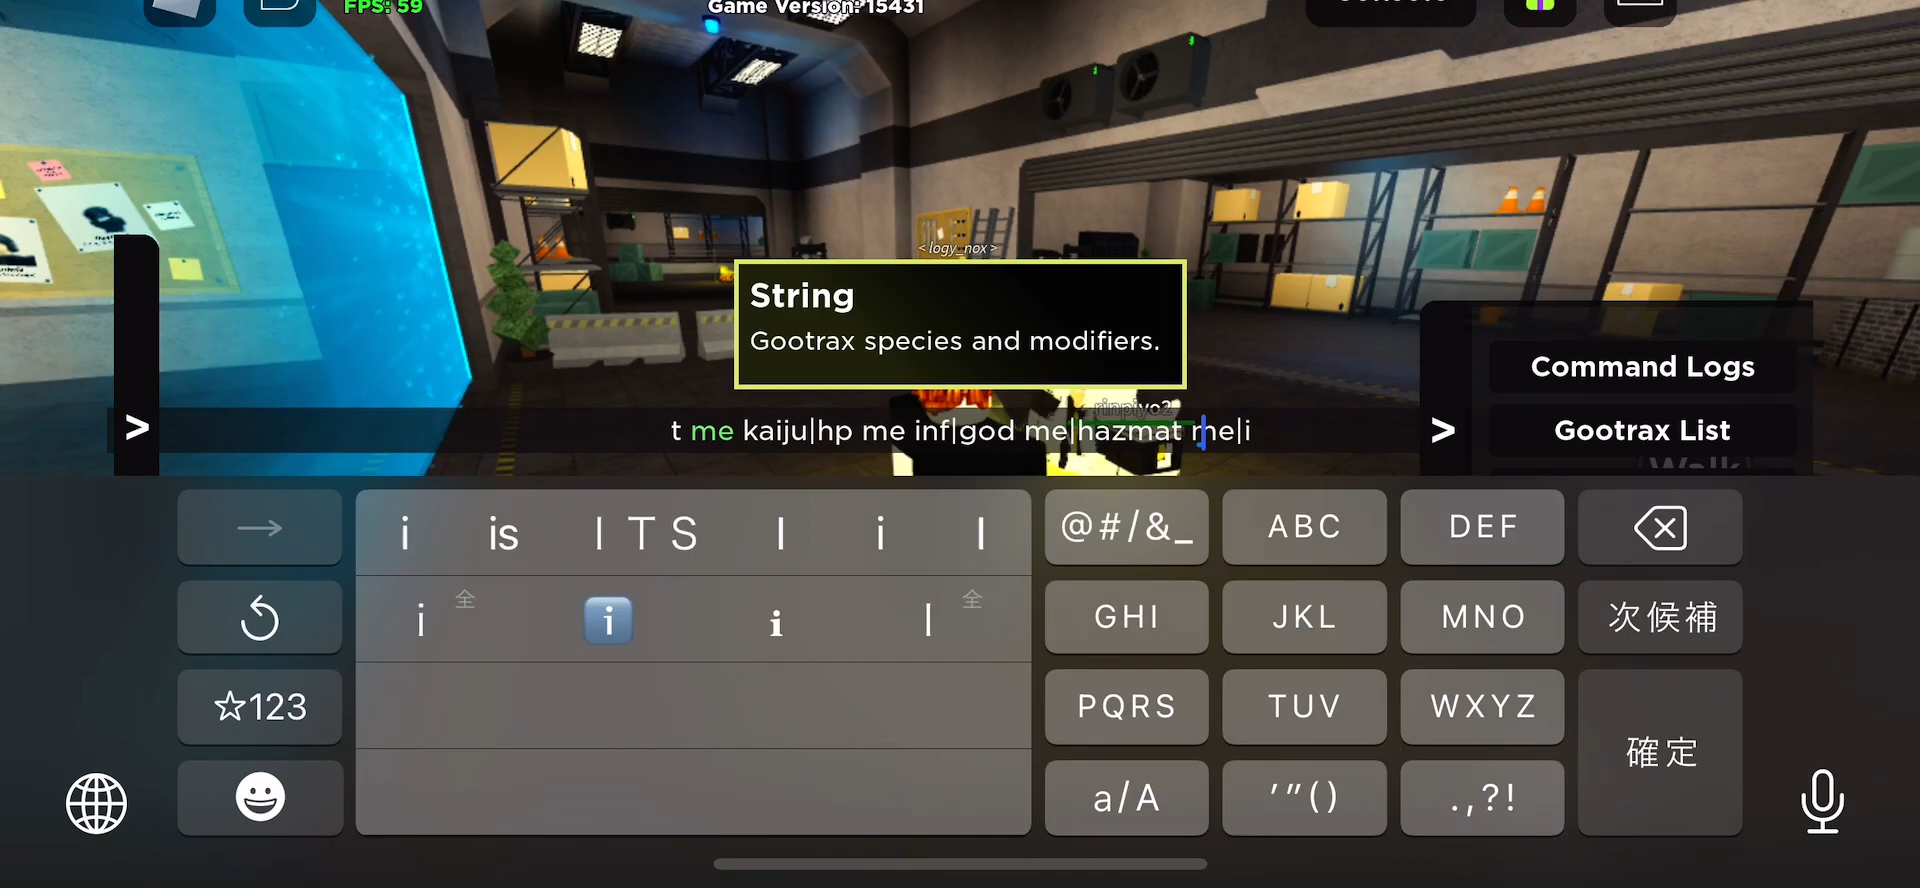 FPS: 59
Game Version: 15431
<logy_nox>
String
Gootrax species and modifiers.
rinpiyo2
> t me kaiju|hp me inf|god me|hazmat me|i
>
Command Logs
Gootrax List
Walk
→ i is I T S I i I @#/&_ ABC DEF
i 全 i i I 全 GHI JKL MNO 次候補
☆123 PQRS TUV WXYZ
確定
a/A ’”() .,?!